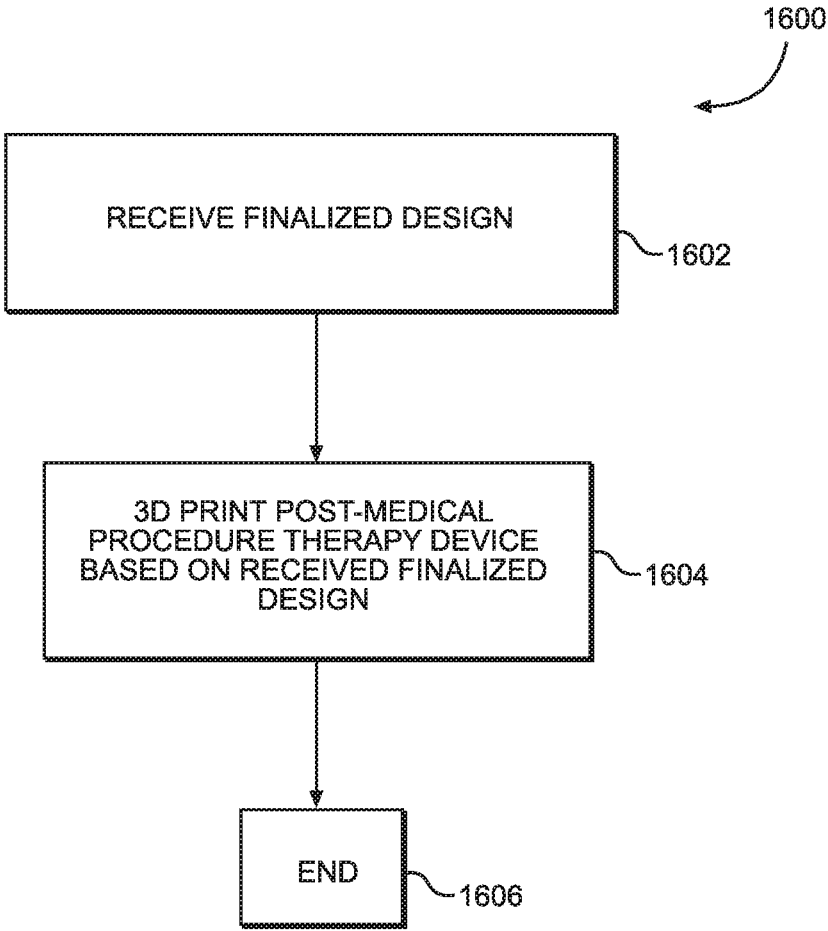 1600
RECEIVE FINALIZED DESIGN
1602
3D PRINT POST-MEDICAL
PROCEDURE THERAPY DEVICE
BASED ON RECEIVED FINALIZED
DESIGN
1604
END
1606